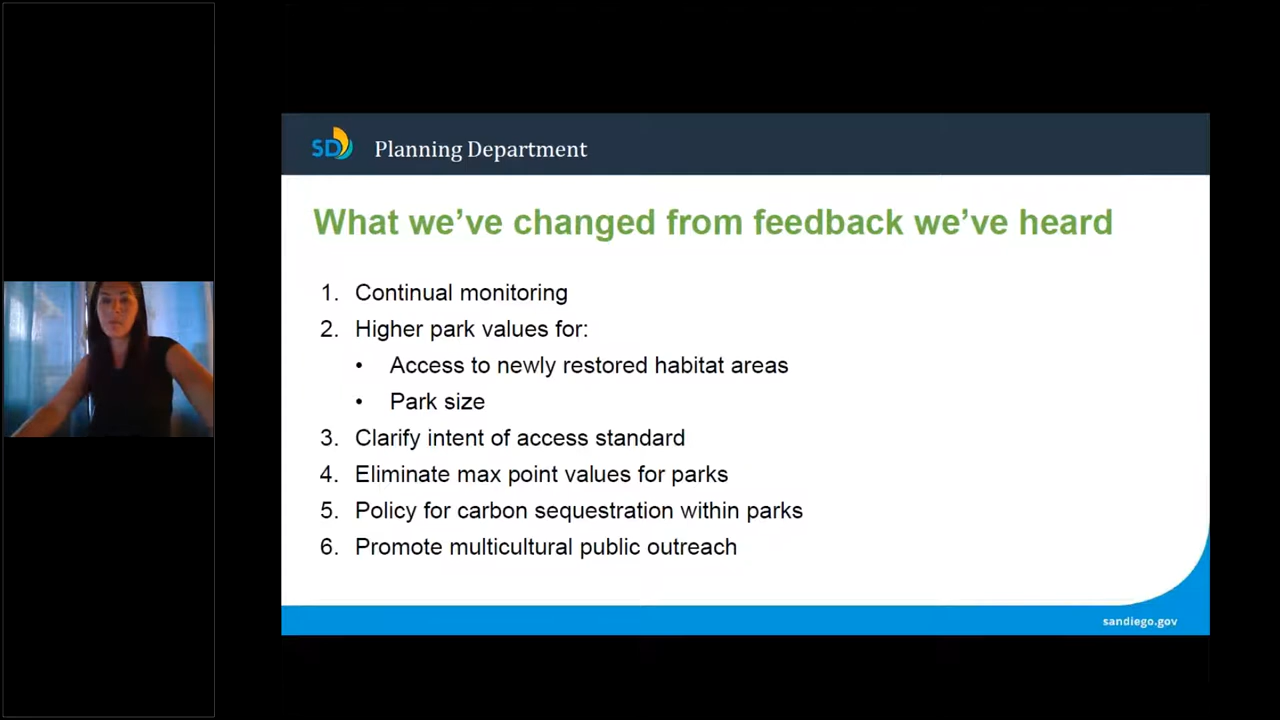 SD Planning Department
What we’ve changed from feedback we’ve heard
1. Continual monitoring
2. Higher park values for:
• Access to newly restored habitat areas
• Park size
3. Clarify intent of access standard
4. Eliminate max point values for parks
5. Policy for carbon sequestration within parks
6. Promote multicultural public outreach
sandiego.gov